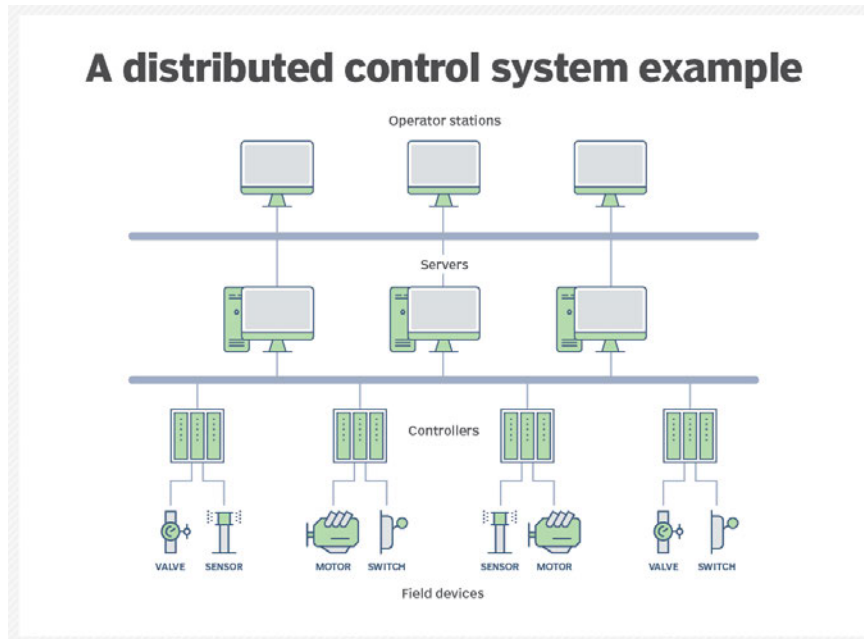 A distributed control system example
Operator stations
Servers
Controllers
VALVE SENSOR MOTOR SWITCH SENSOR MOTOR VALVE SWITCH
Field devices